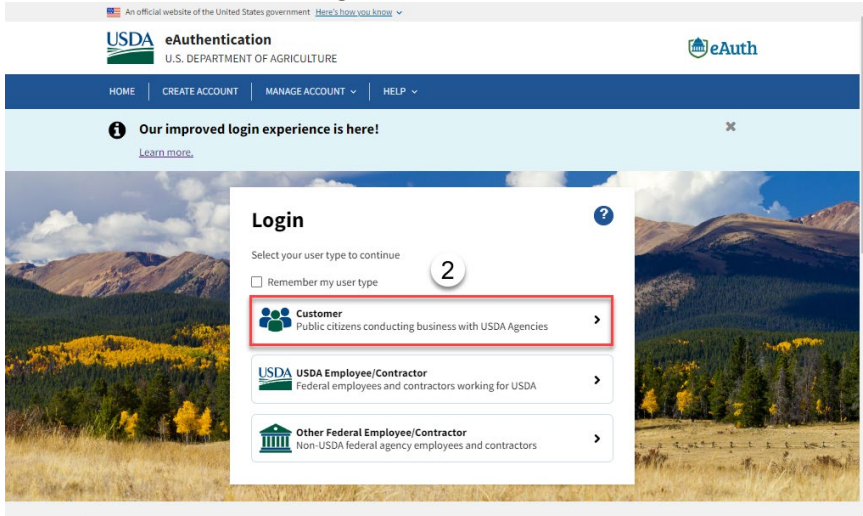 An official website of the United States government Here's how you know
USDA eAuthentication
U.S. DEPARTMENT OF AGRICULTURE
eAuth
HOME CREATE ACCOUNT MANAGE ACCOUNT HELP
Our improved login experience is here!
Learn more.
Login
?
Select your user type to continue
2
Remember my user type
Customer
Public citizens conducting business with USDA Agencies
USDA USDA Employee/Contractor
Federal employees and contractors working for USDA
Other Federal Employee/Contractor
Non-USDA federal agency employees and contractors